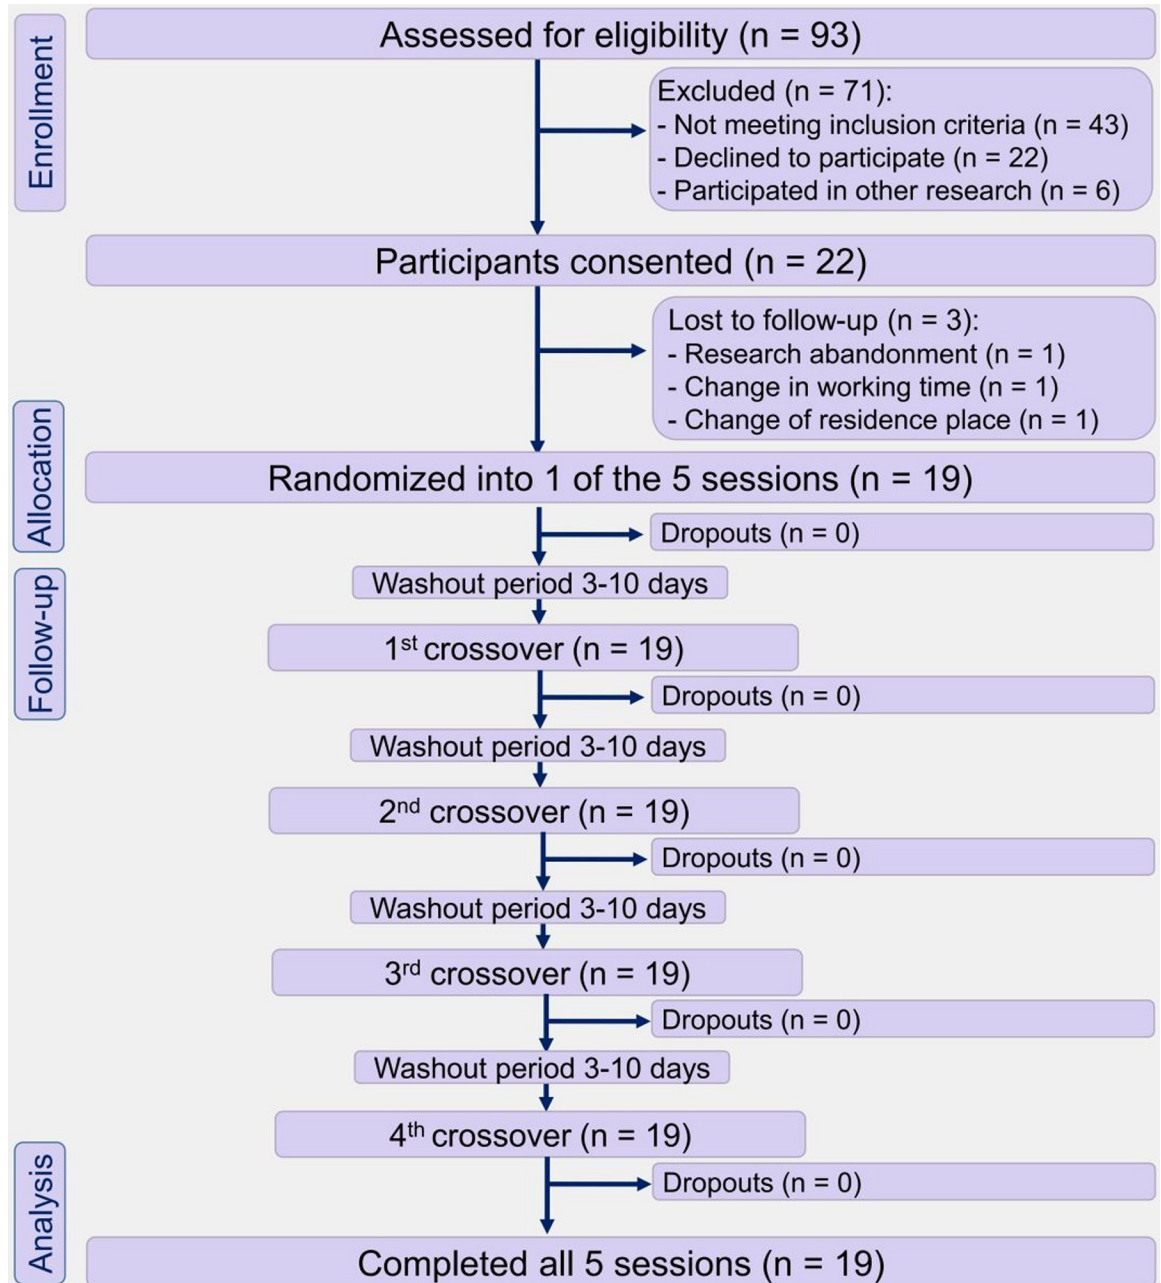 Enrollment
Assessed for eligibility (n = 93)
Excluded (n = 71):
- Not meeting inclusion criteria (n = 43)
- Declined to participate (n = 22)
- Participated in other research (n = 6)
Participants consented (n = 22)
Lost to follow-up (n = 3):
- Research abandonment (n = 1)
- Change in working time (n = 1)
- Change of residence place (n = 1)
Allocation
Randomized into 1 of the 5 sessions (n = 19)
Dropouts (n = 0)
Follow-up
Washout period 3-10 days
1st crossover (n = 19)
Dropouts (n = 0)
Washout period 3-10 days
2nd crossover (n = 19)
Dropouts (n = 0)
Washout period 3-10 days
3rd crossover (n = 19)
Dropouts (n = 0)
Washout period 3-10 days
4th crossover (n = 19)
Analysis
Dropouts (n = 0)
Completed all 5 sessions (n = 19)